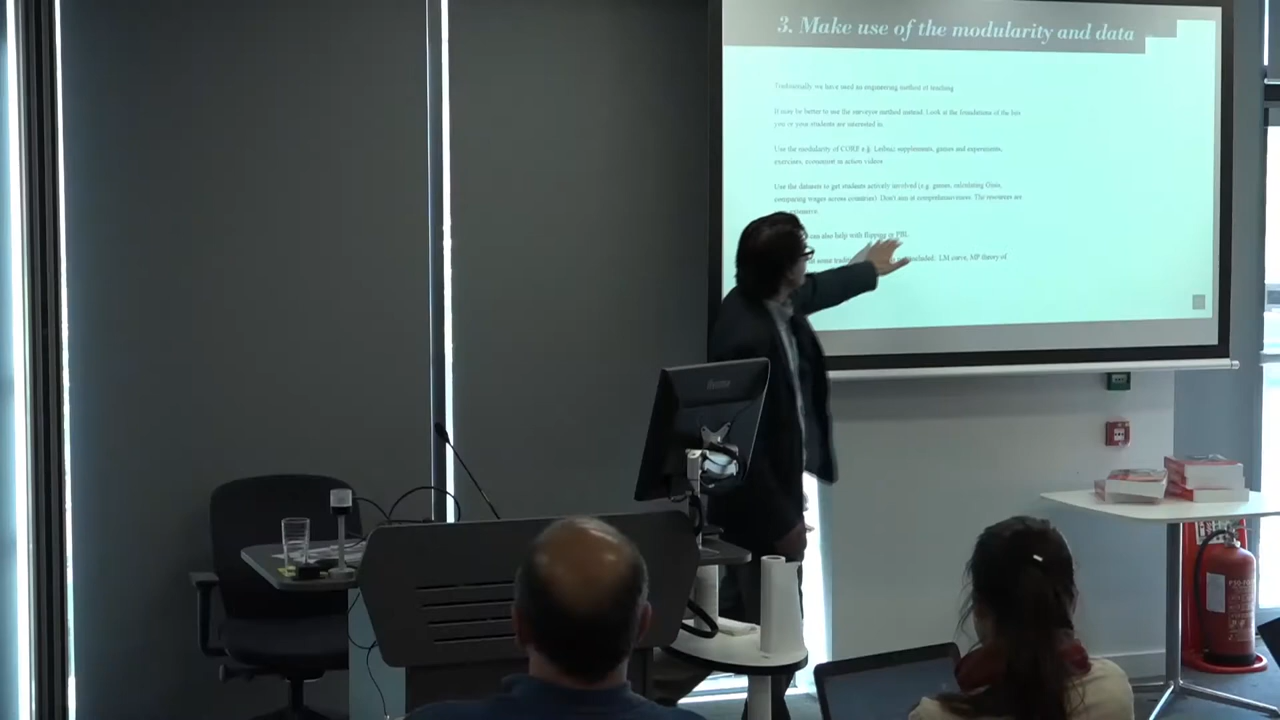 3. Make use of the modularity and data
Traditionally we have used an engineering method of teaching
It may be better to use the surveyor method instead. Look at the foundations of the bits
you or your students are interested in
Use the modularity of CORE e.g. Leibniz supplements, games and experiments,
exercises, economist in action videos
Use the datasets to get students actively involved (e.g. games, calculating Ginis,
comparing wages across countries). Don't aim at comprehensiveness. The resources are
can also help with flipping or PBL
some included: LM curve, MP theory of